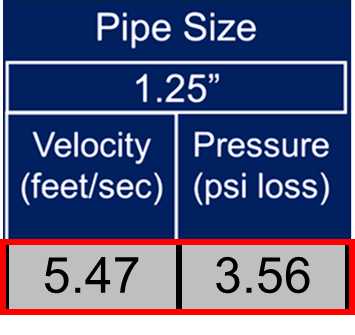 Pipe Size
1.25”
Velocity Pressure
(feet/sec) (psi loss)
5.47 3.56